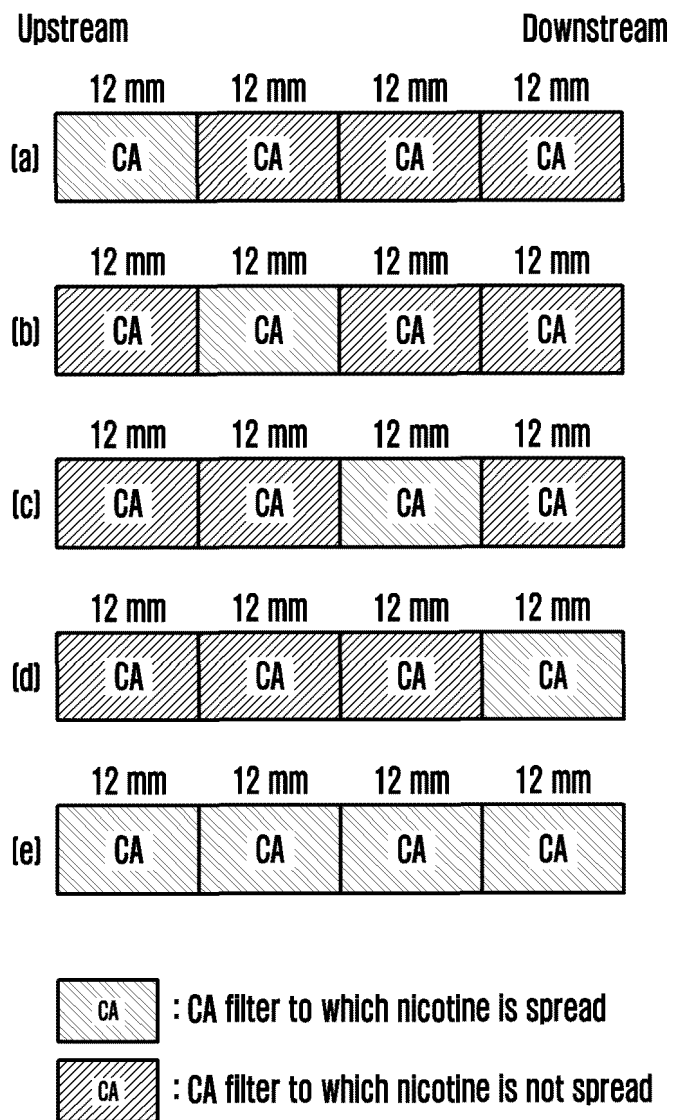 Upstream Downstream
12 mm 12 mm 12 mm 12 mm
(a) CA CA CA CA
12 mm 12 mm 12 mm 12 mm
(b) CA CA CA CA
12 mm 12 mm 12 mm 12 mm
(c) CA CA CA CA
12 mm 12 mm 12 mm 12 mm
(d) CA CA CA CA
12 mm 12 mm 12 mm 12 mm
(e) CA CA CA CA
CA : CA filter to which nicotine is spread
CA : CA filter to which nicotine is not spread